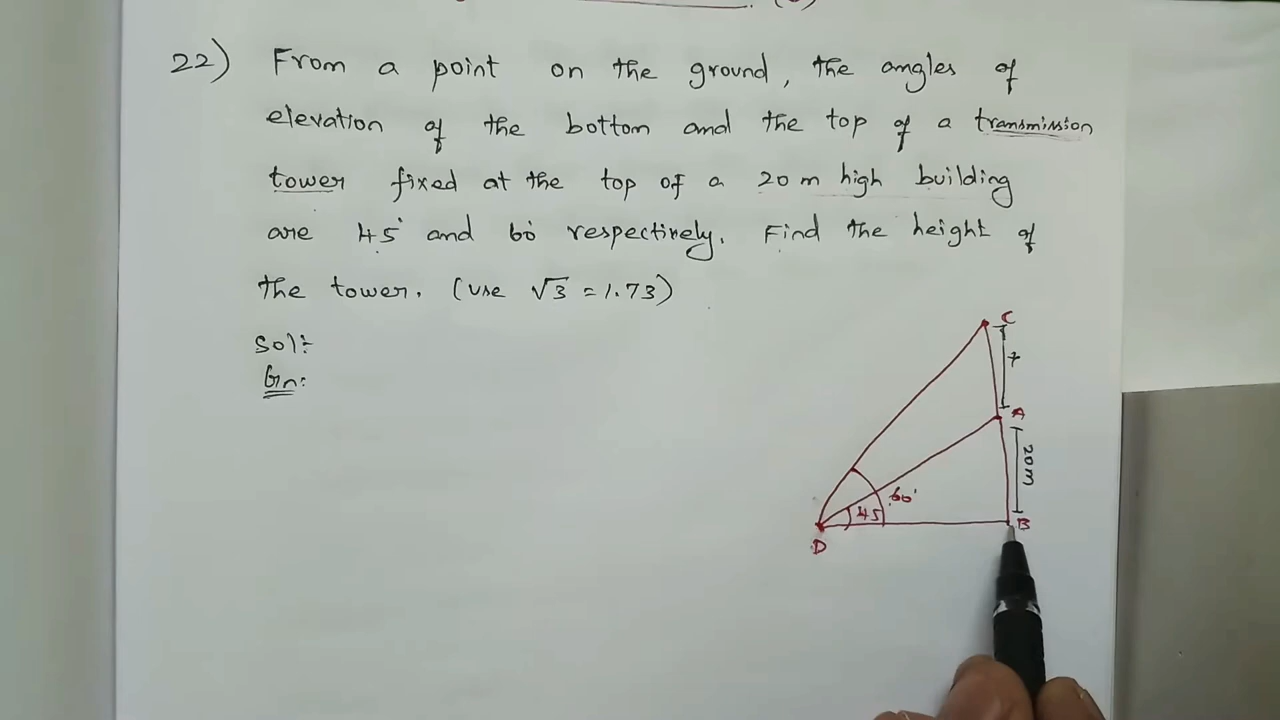 22) From a point on the ground, the angles of
elevation of the bottom and the top of a transmission
tower fixed at the top of a 20 m high building
are 45° and 60° respectively. Find the height of
the tower. (use √3 = 1.73)
Sol:
Gn:
C
A
20m
60°
45
B
D